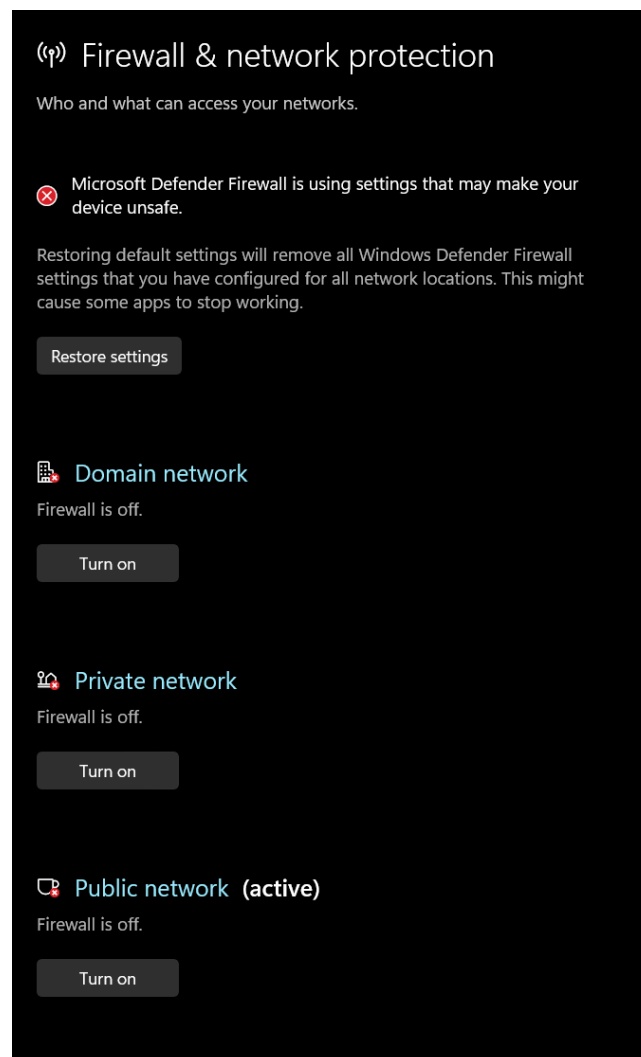 Firewall & network protection
Who and what can access your networks.
Microsoft Defender Firewall is using settings that may make your
device unsafe.
Restoring default settings will remove all Windows Defender Firewall
settings that you have configured for all network locations. This might
cause some apps to stop working.
Restore settings
Domain network
Firewall is off.
Turn on
Private network
Firewall is off.
Turn on
Public network (active)
Firewall is off.
Turn on